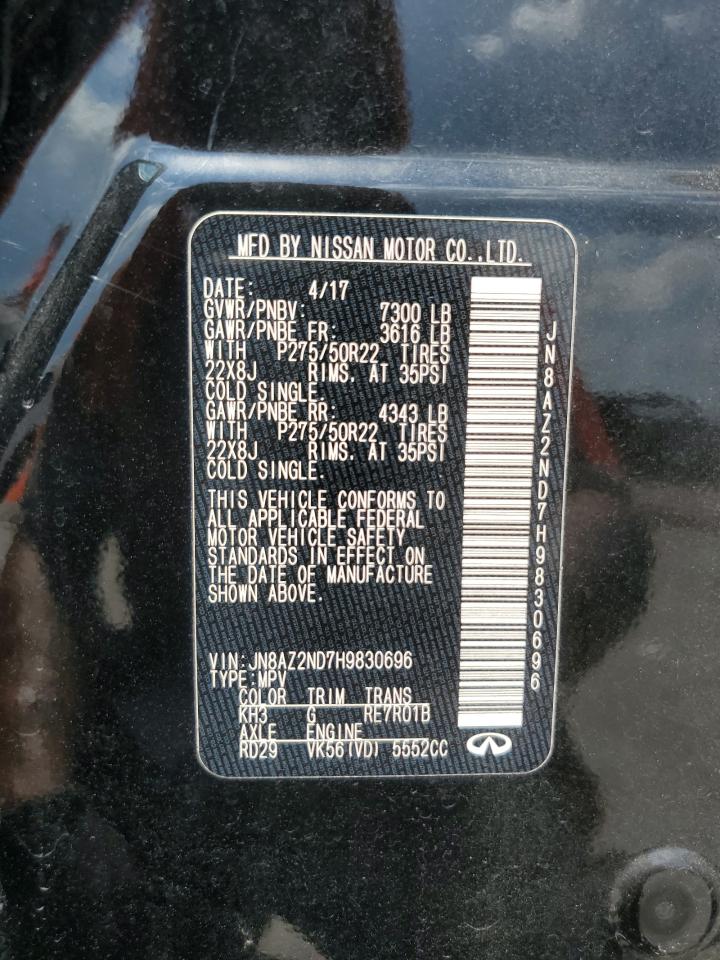 MFD BY NISSAN MOTOR CO.,LTD.
DATE: 4/17
GVWR/PNBV: 7300 LB
GAWR/PNBE FR: 3616 LB
WITH P275/50R22 TIRES
22X8J RIMS. AT 35PSI
COLD SINGLE.
GAWR/PNBE RR: 4343 LB
WITH P275/50R22 TIRES
22X8J RIMS. AT 35PSI
COLD SINGLE.
THIS VEHICLE CONFORMS TO
ALL APPLICABLE FEDERAL
MOTOR VEHICLE SAFETY
STANDARDS IN EFFECT ON
THE DATE OF MANUFACTURE
SHOWN ABOVE.
VIN:JN8AZ2ND7H9830696
TYPE:MPV
COLOR TRIM TRANS
KH3 G RE7R01B
AXLE ENGINE
RD29 VK56(VD) 5552CC
JN8AZ2ND7H9830696